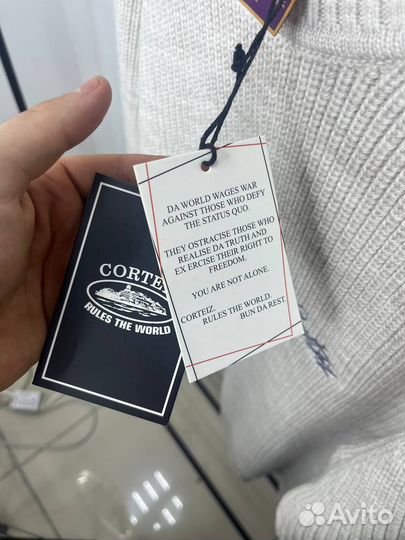 DA WORLD WAGES WAR
AGAINST THOSE WHO DEFY
THE STATUS QUO.
THEY OSTRACISE THOSE WHO
REALISE DA TRUTH AND
EX ERCISE THEIR RIGHT TO
FREEDOM.
YOU ARE NOT ALONE.
CORTEIZ.
RULES THE WORLD.
BUN DA REST.
CORTEIZ
RULES THE WORLD
Avito